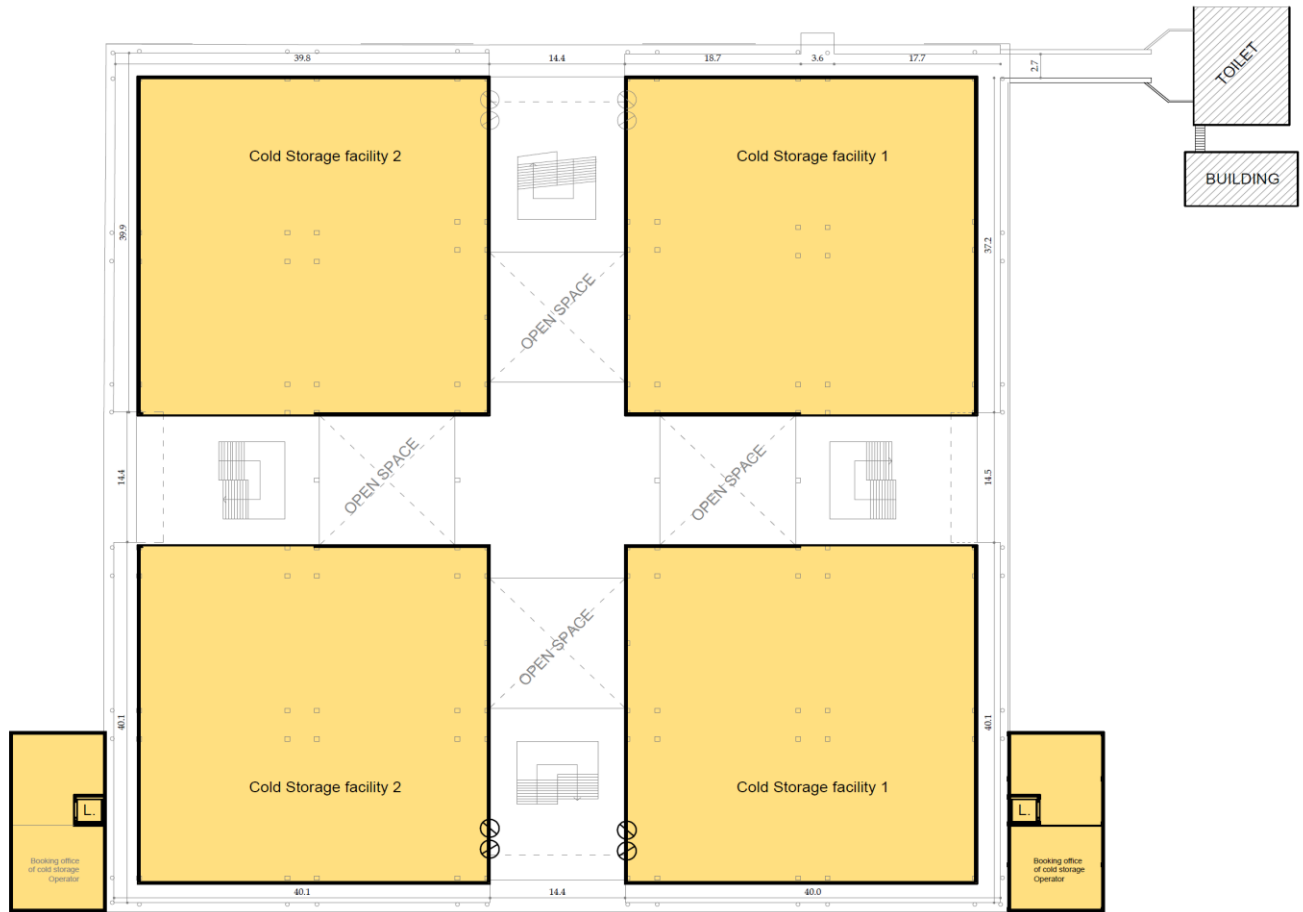 39.8
14.4
18.7
3.6
17.7
2.7
TOILET
BUILDING
Cold Storage facility 2
Cold Storage facility 1
39.9
37.2
OPEN SPACE
14.4
OPEN SPACE
OPEN SPACE
14.5
OPEN SPACE
40.1
40.1
Cold Storage facility 2
Cold Storage facility 1
L.
L.
Booking office
of cold storage
Operator
Booking office
of cold storage
Operator
40.1
14.4
40.0